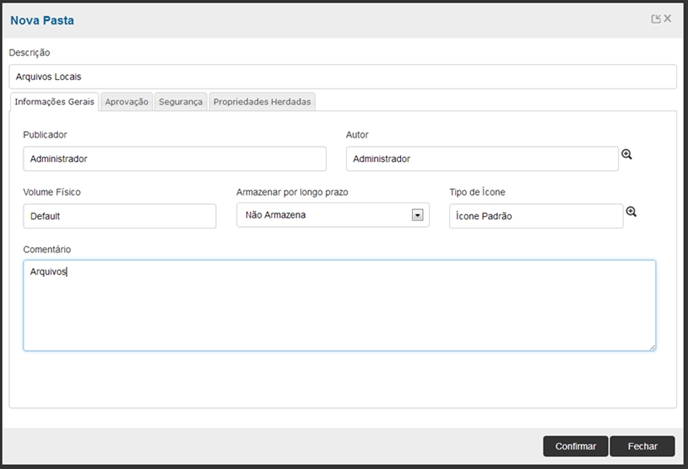 Nova Pasta
Descrição
Arquivos Locais
Informações Gerais Aprovação Segurança Propriedades Herdadas
Publicador Autor
Administrador Administrador
Volume Físico Armazenar por longo prazo Tipo de Ícone
Default Não Armazena Ícone Padrão
Comentário
Arquivos
Confirmar Fechar